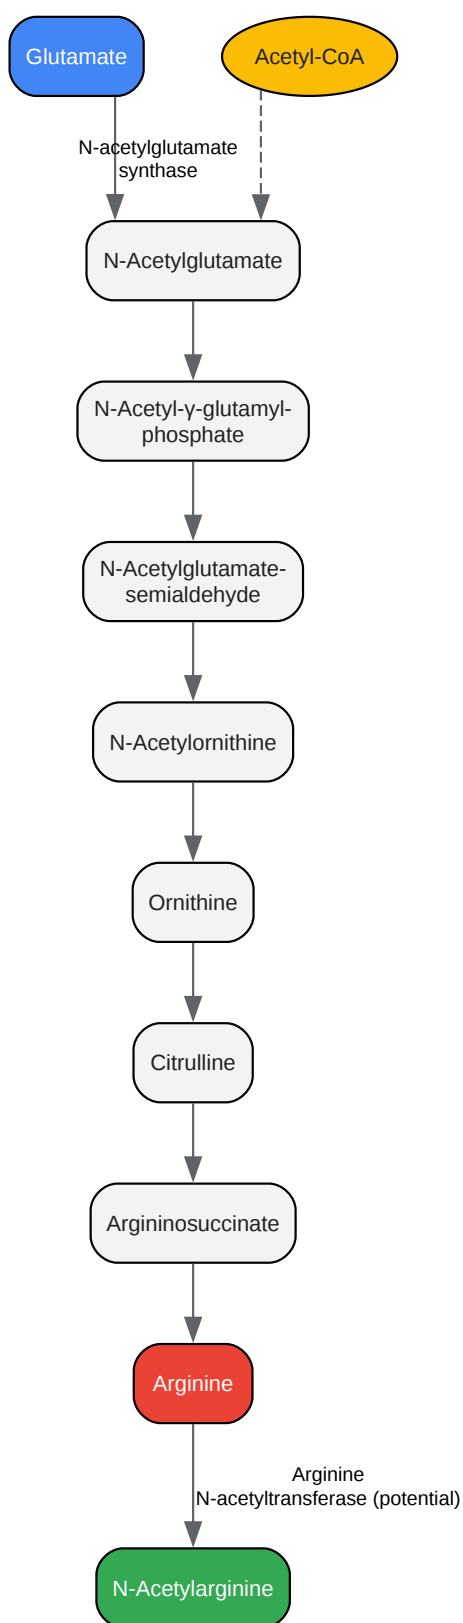 Glutamate
Acetyl-CoA
N-acetylglutamate
synthase
N-Acetylglutamate
N-Acetyl-γ-glutamyl-
phosphate
N-Acetylglutamate-
semialdehyde
N-Acetylornithine
Ornithine
Citrulline
Argininosuccinate
Arginine
Arginine
N-acetyltransferase (potential)
N-Acetylarginine